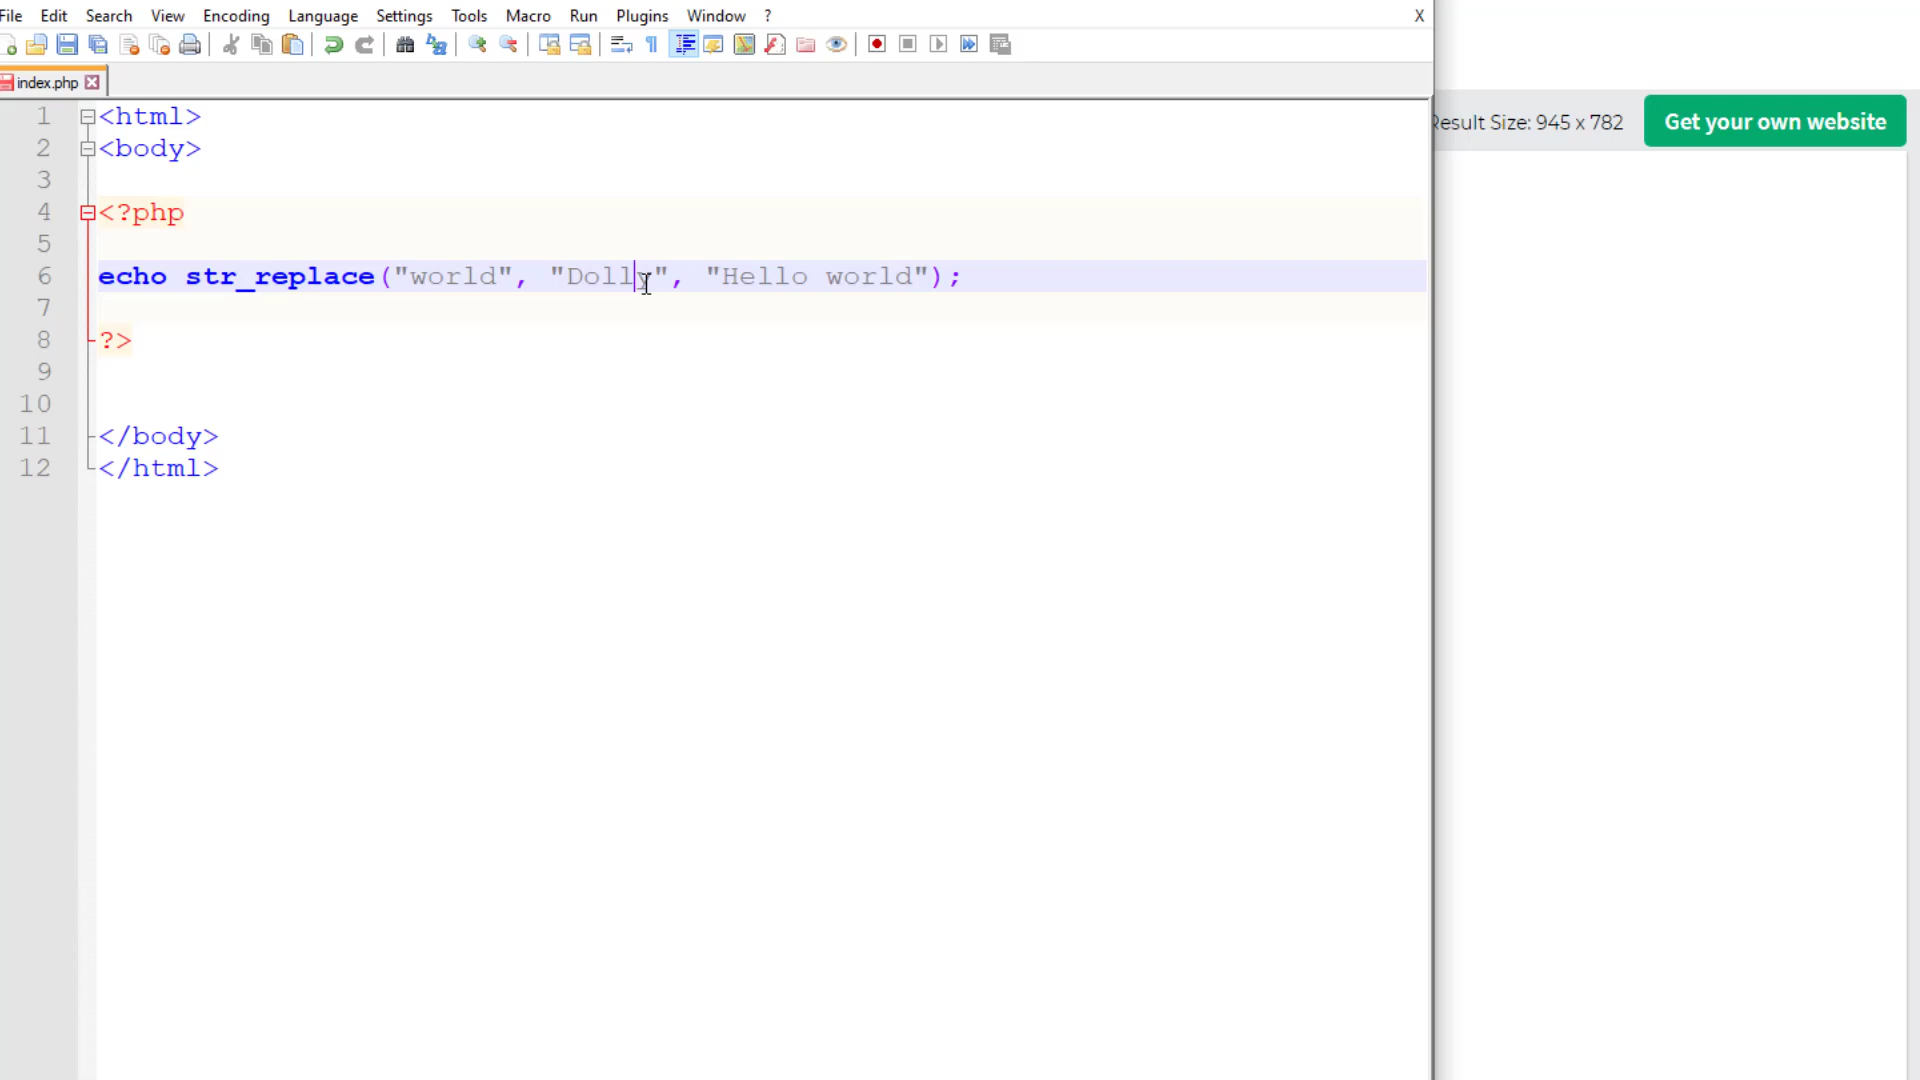 File Edit Search View Encoding Language Settings Tools Macro Run Plugins Window ? X
index.php
Result Size: 945 x 782 Get your own website
1 <html>
2 <body>
3
4 <?php
5
6 echo str_replace("world", "Dolly", "Hello world");
7
8 ?>
9
10
11 </body>
12 </html>